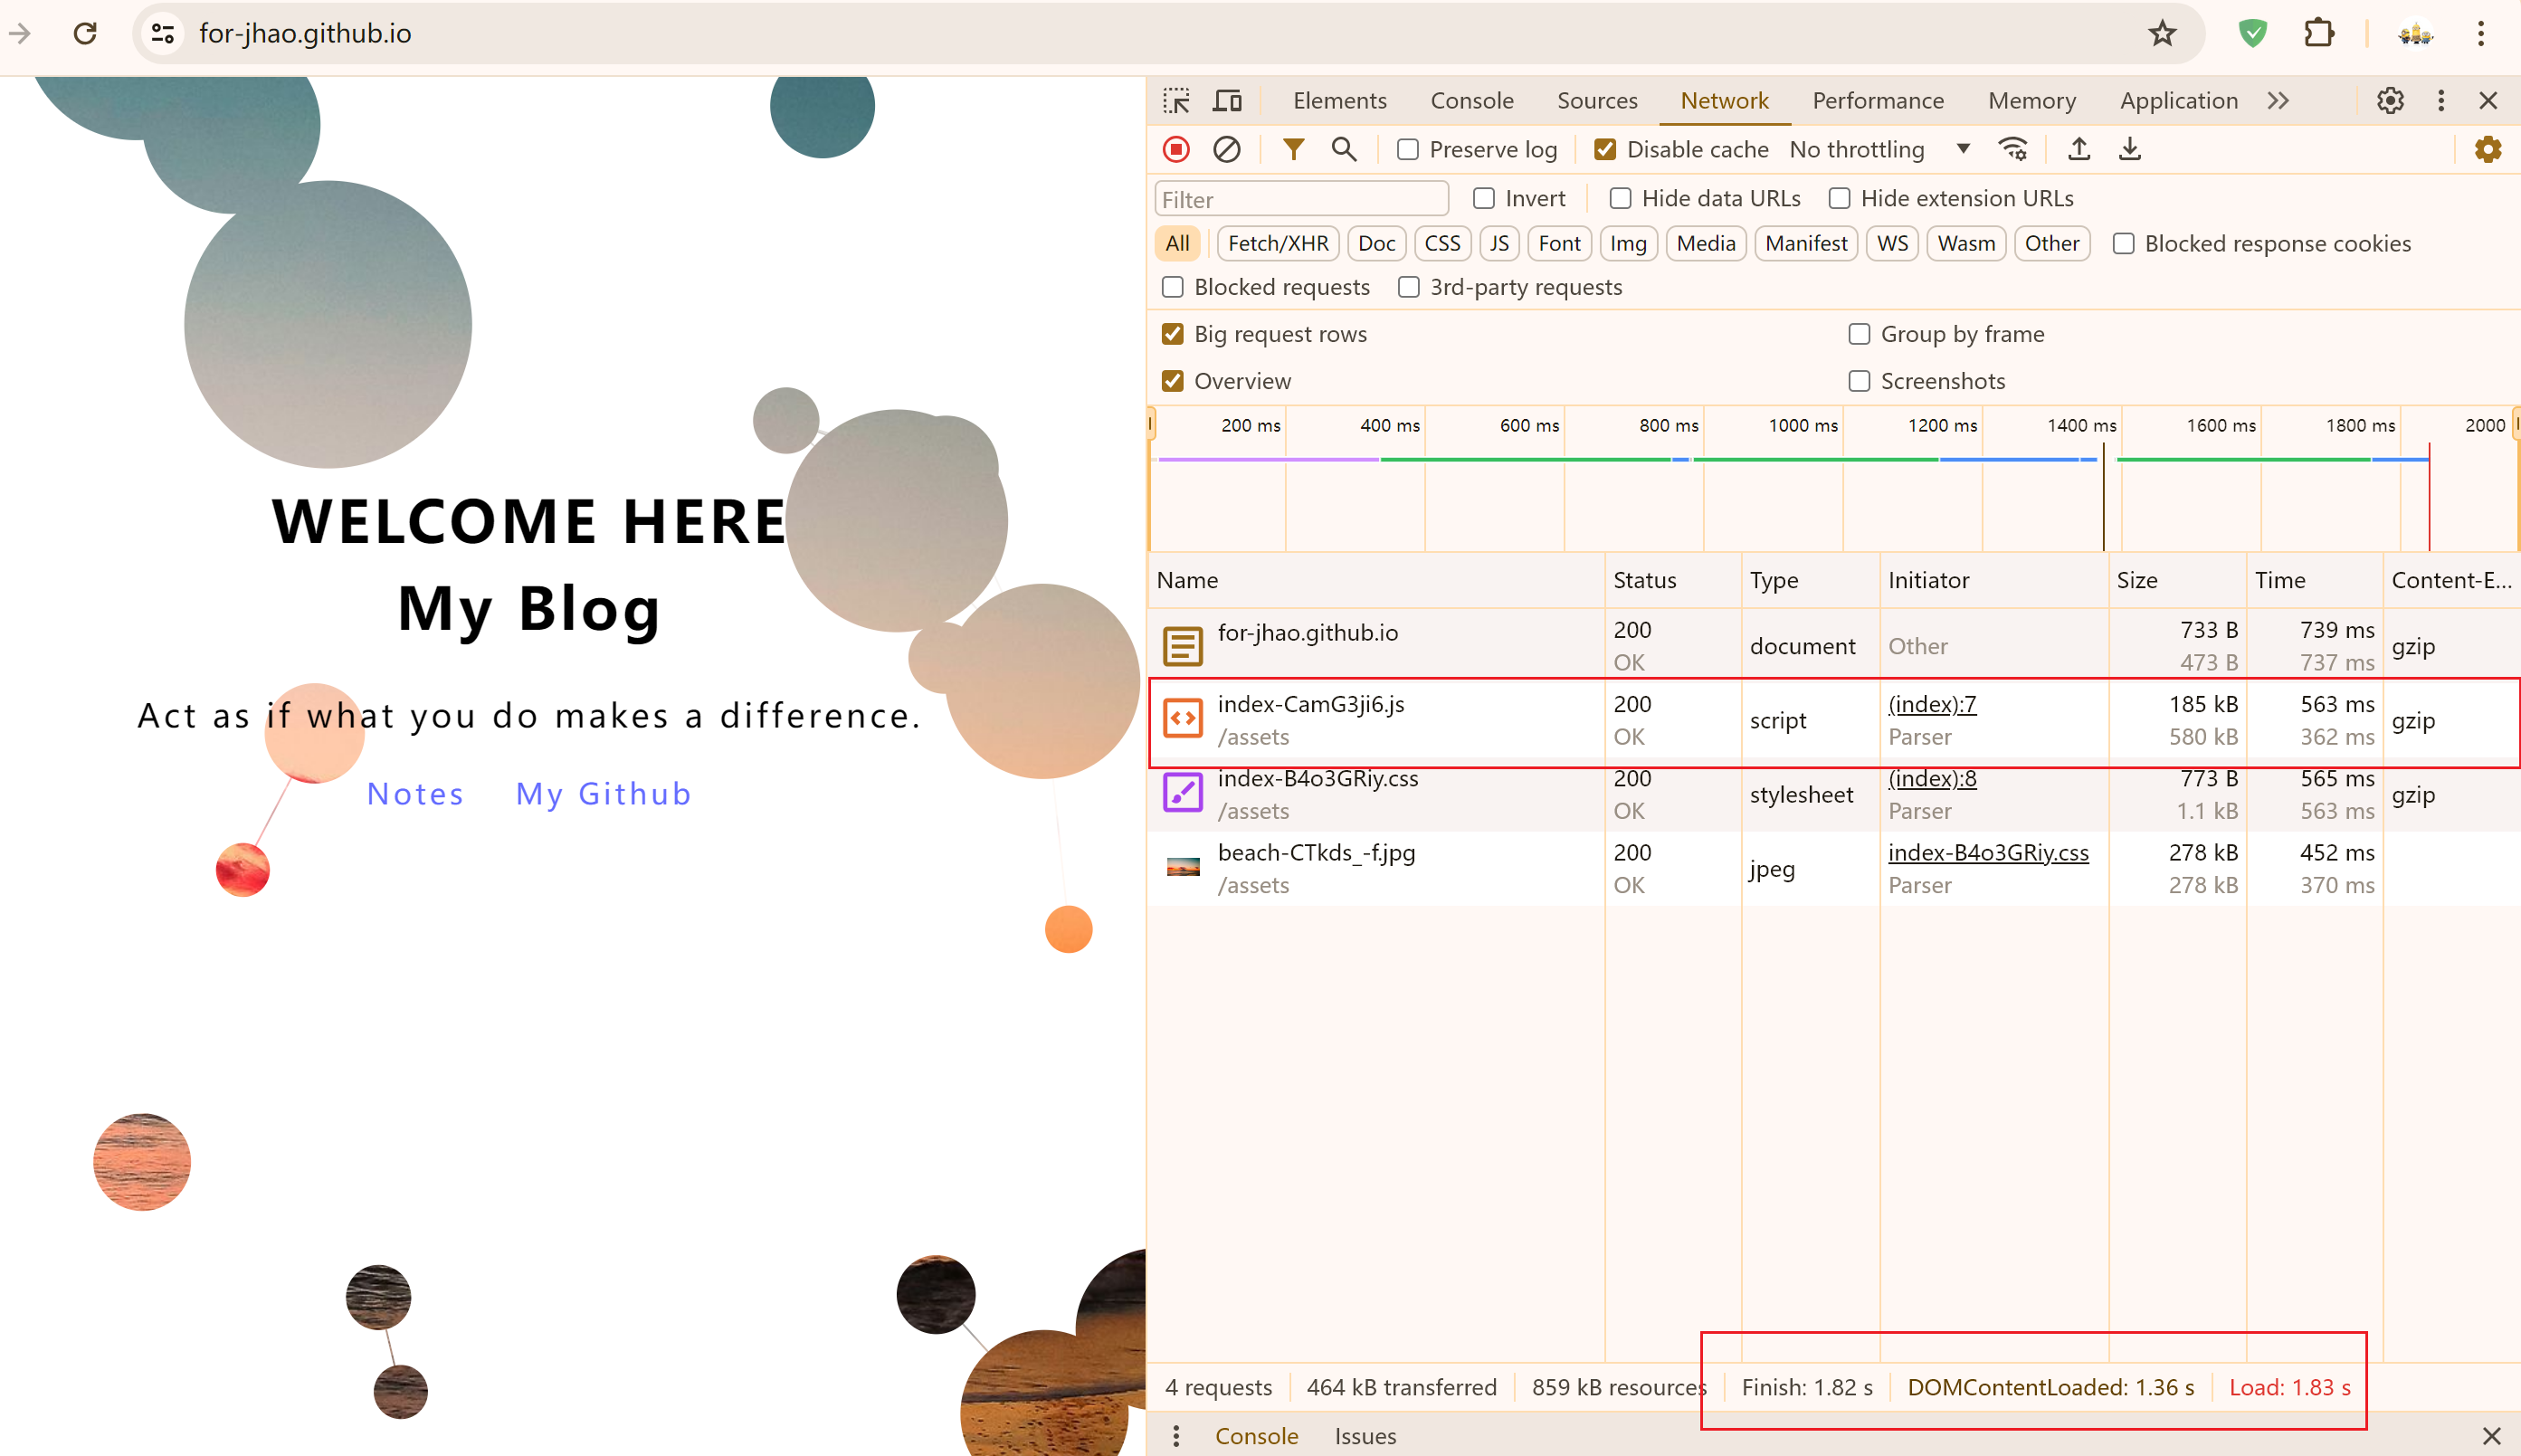 for-jhao.github.io
WELCOME HERE
My Blog
Act as if what you do makes a difference.
Notes My Github
Elements Console Sources Network Performance Memory Application
Preserve log Disable cache No throttling
Filter Invert Hide data URLs Hide extension URLs
All Fetch/XHR Doc CSS JS Font Img Media Manifest WS Wasm Other Blocked response cookies
Blocked requests 3rd-party requests
Big request rows Group by frame
Overview Screenshots
200 ms 400 ms 600 ms 800 ms 1000 ms 1200 ms 1400 ms 1600 ms 1800 ms 2000
Name Status Type Initiator Size Time Content-E...
for-jhao.github.io 200 document Other 733 B 739 ms gzip
OK 473 B 737 ms
index-CamG3ji6.js 200 script (index):7 185 kB 563 ms gzip
/assets OK Parser 580 kB 362 ms
index-B4o3GRiy.css 200 stylesheet (index):8 773 B 565 ms gzip
/assets OK Parser 1.1 kB 563 ms
beach-CTkds_-f.jpg 200 jpeg index-B4o3GRiy.css 278 kB 452 ms
/assets OK Parser 278 kB 370 ms
4 requests 464 kB transferred 859 kB resources Finish: 1.82 s DOMContentLoaded: 1.36 s Load: 1.83 s
Console Issues